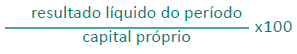 resultado líquido do período
capital próprio
x100